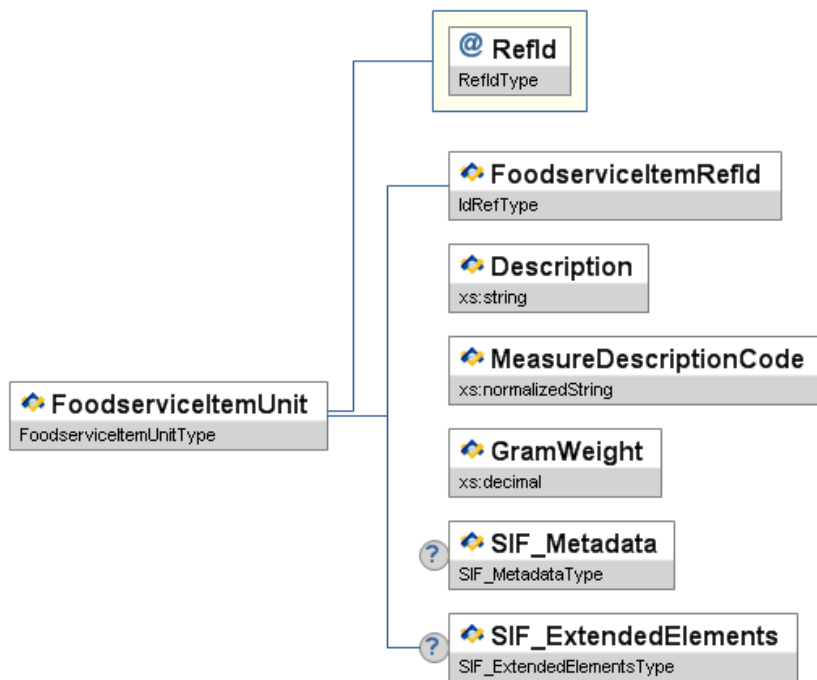 @ RefId
RefIdType
FoodserviceItemRefId
IdRefType
Description
xs:string
MeasureDescriptionCode
xs:normalizedString
FoodserviceItemUnit
FoodserviceItemUnitType
GramWeight
xs:decimal
? SIF_Metadata
SIF_MetadataType
? SIF_ExtendedElements
SIF_ExtendedElementsType